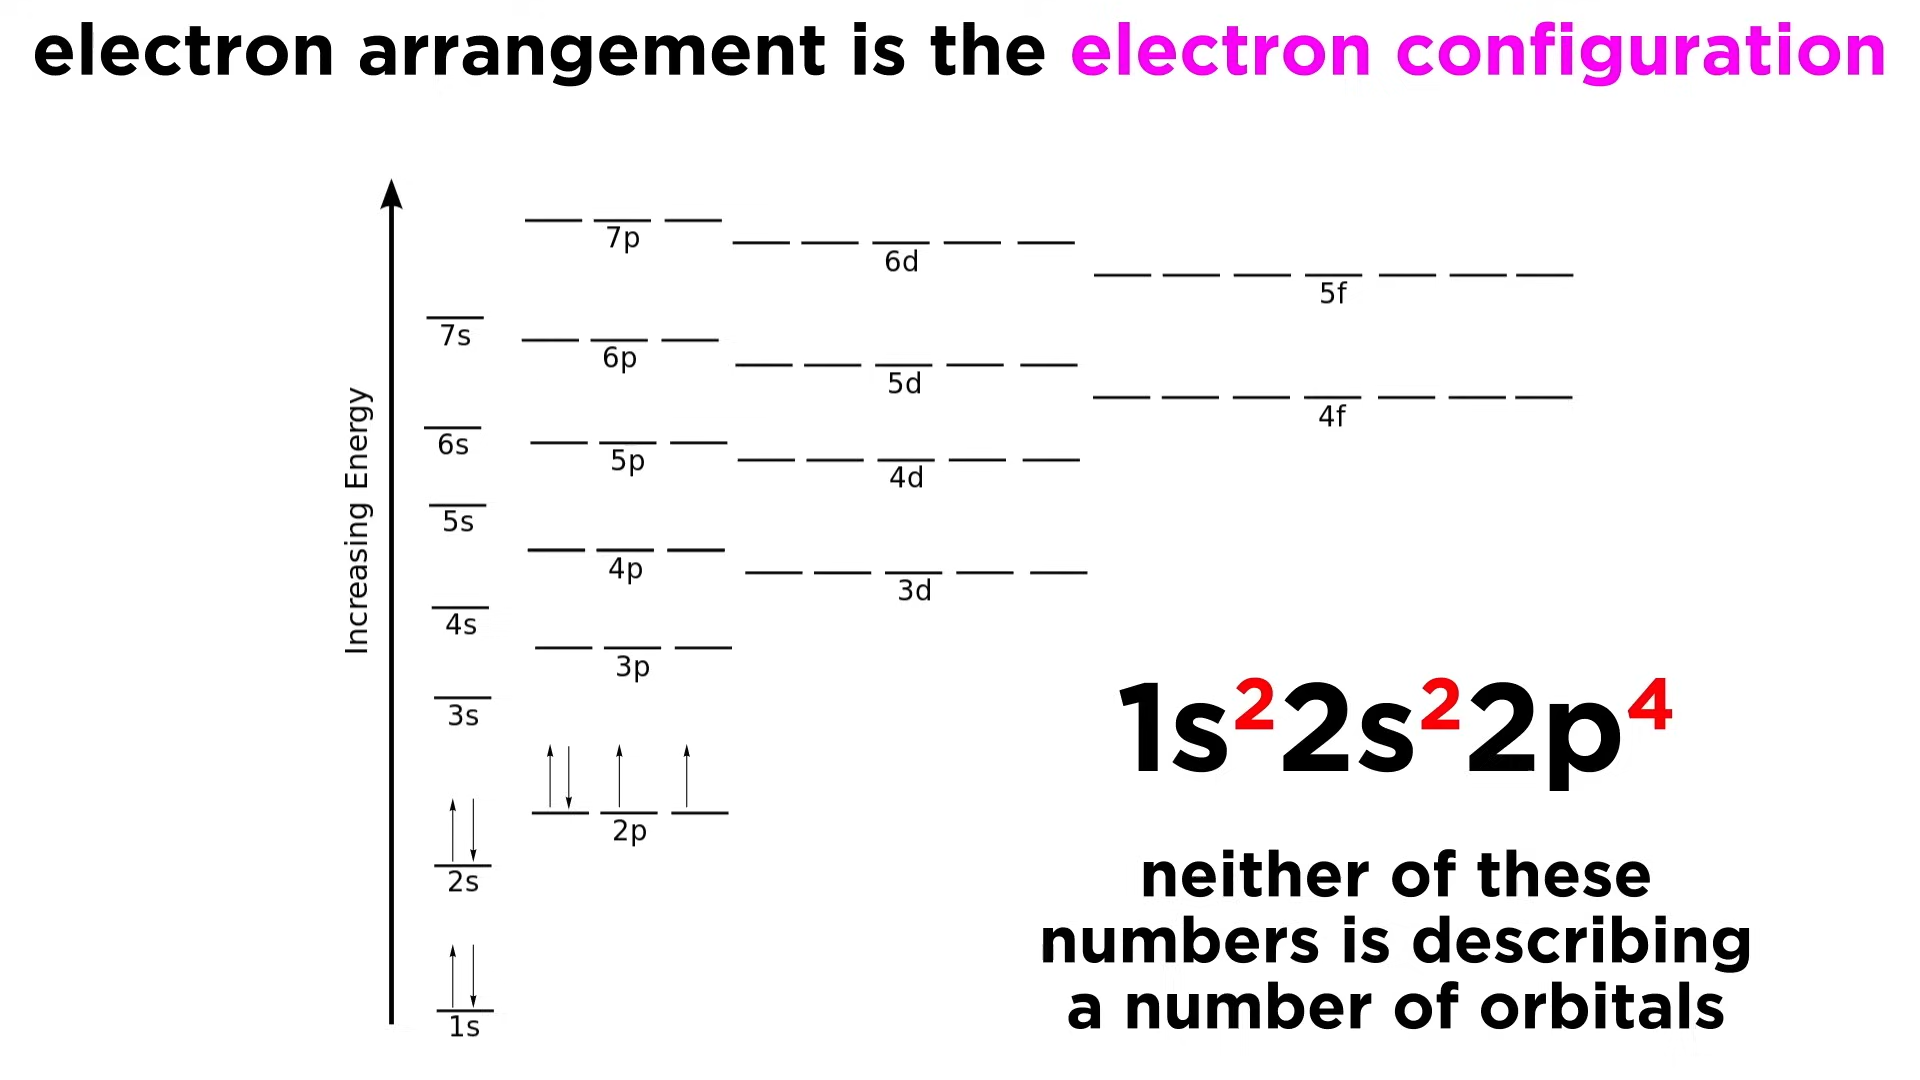 electron arrangement is the electron configuration
7p
6d
5f
7s
6p
5d
4f
6s
5p
4d
5s
4p
3d
4s
3p
3s
2p
2s
1s
Increasing Energy
1s²2s²2p⁴
neither of these
numbers is describing
a number of orbitals